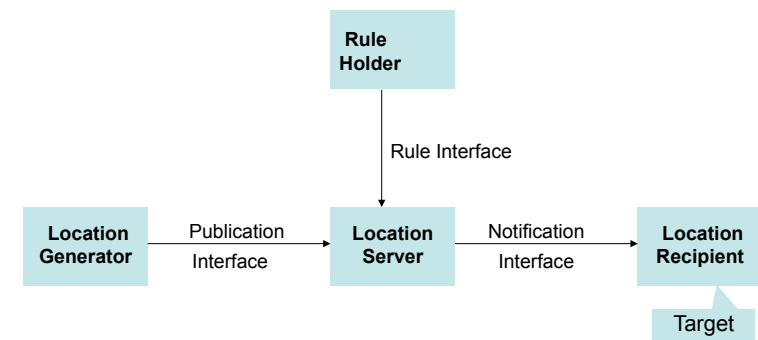 Rule
Holder
Rule Interface
Location
Generator
Publication
Interface
Location
Server
Notification
Interface
Location
Recipient
Target